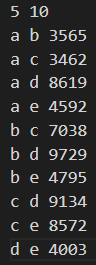 5 10
a b 3565
a c 3462
a d 8619
a e 4592
b c 7038
b d 9729
b e 4795
c d 9134
c e 8572
d e 4003